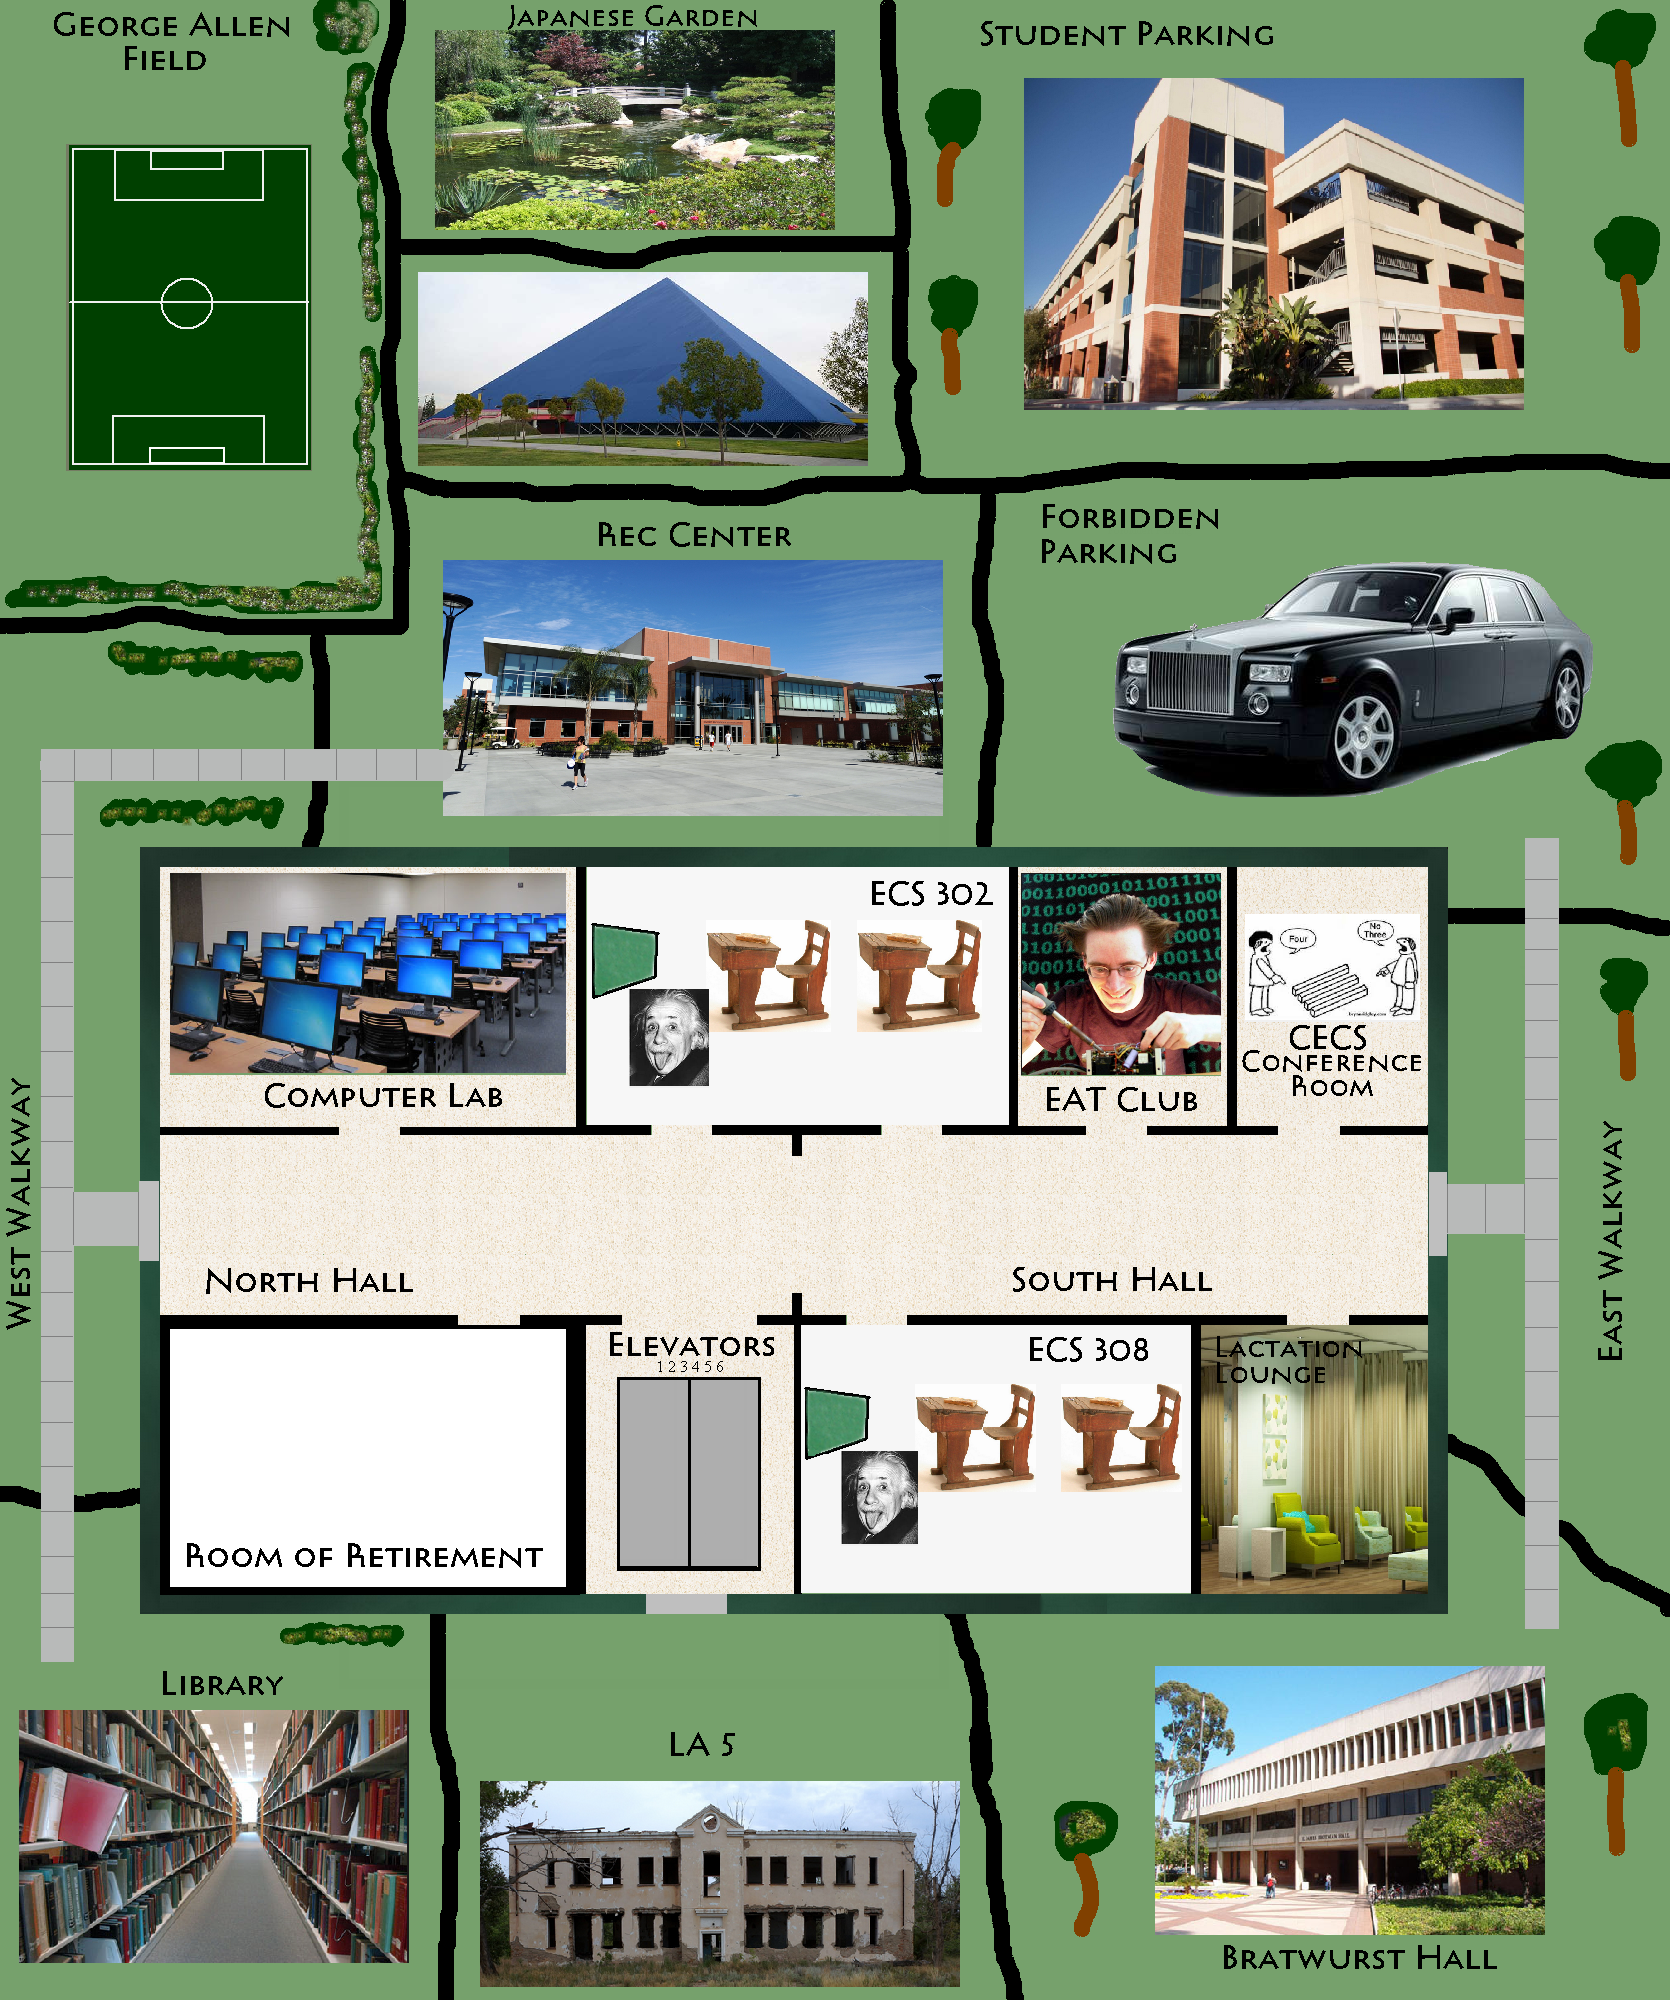 George Allen
Field
Japanese Garden
Student Parking
Rec Center
Forbidden
Parking
ECS 302
Four
No
Three
Computer Lab
EAT Club
CECS
Conference
Room
West Walkway
East Walkway
North Hall
South Hall
Elevators
1 2 3 4 5 6
ECS 308
Lactation
Lounge
Room of Retirement
Library
LA 5
Bratwurst Hall